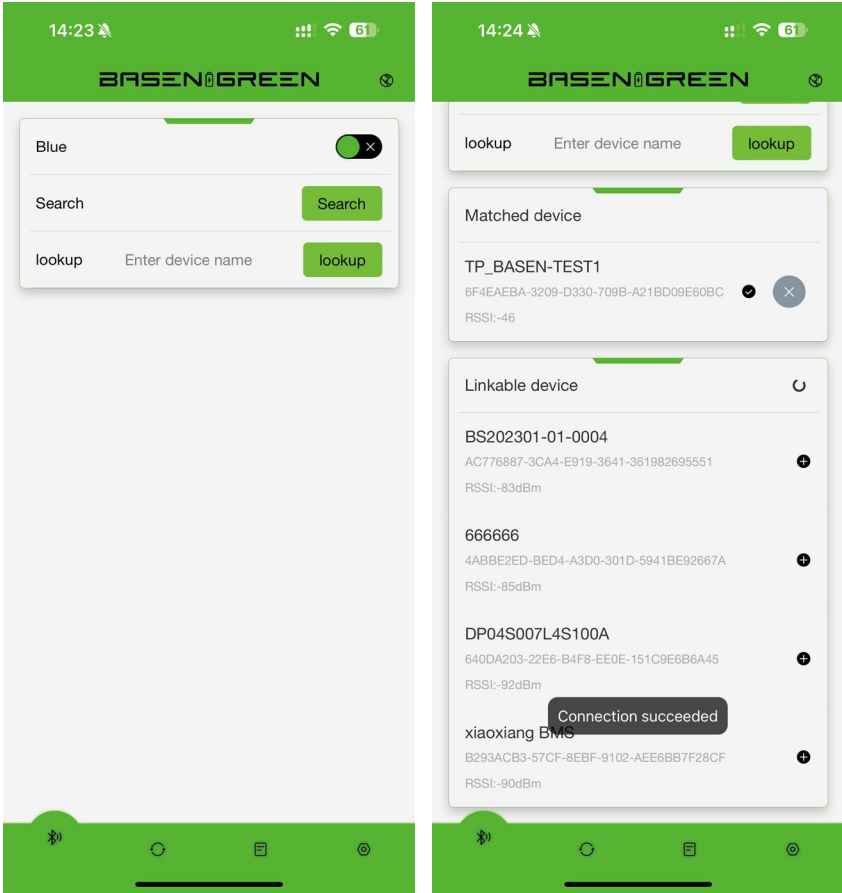 14:23
61
BASEN GREEN
Blue
Search Search
lookup Enter device name lookup
14:24
61
BASEN GREEN
lookup Enter device name lookup
Matched device
TP_BASEN-TEST1
6F4EAEBA-3209-D330-709B-A21BD09E60BC
RSSI:-46
Linkable device
BS202301-01-0004
AC776887-3CA4-E919-3641-361982695551
RSSI:-83dBm
666666
4ABBE2ED-BED4-A3D0-301D-5941BE92667A
RSSI:-85dBm
DP04S007L4S100A
640DA203-22E6-B4F8-EE0E-151C9E6B6A45
RSSI:-92dBm
Connection succeeded
xiaoxiang BMS
B293ACB3-57CF-8EBF-9102-AEE6BB7F28CF
RSSI:-90dBm